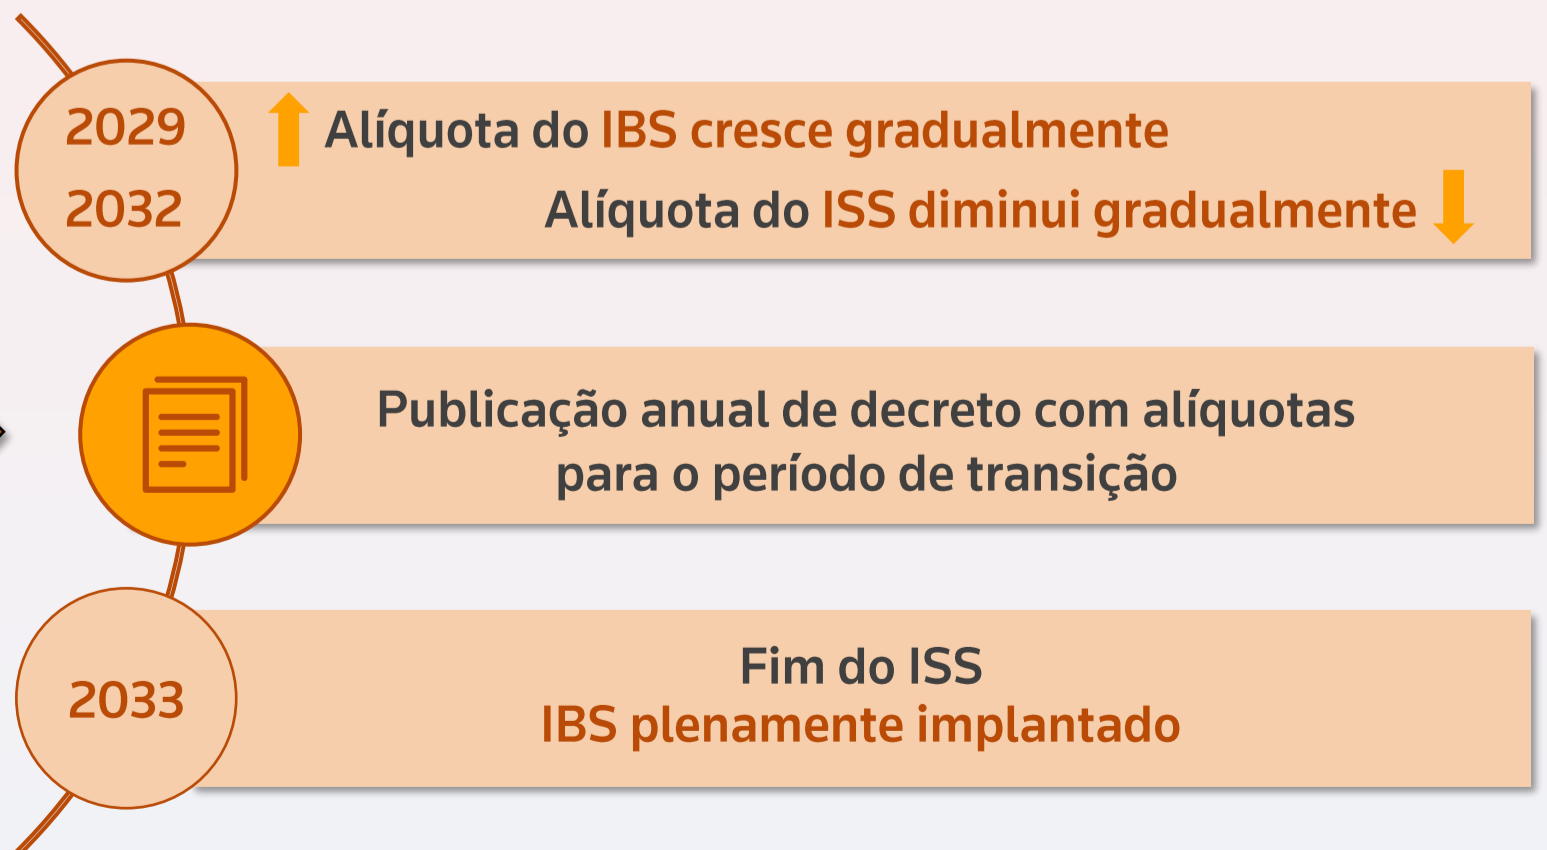 2029
2032
Alíquota do IBS cresce gradualmente
Alíquota do ISS diminui gradualmente
Publicação anual de decreto com alíquotas
para o período de transição
2033
Fim do ISS
IBS plenamente implantado